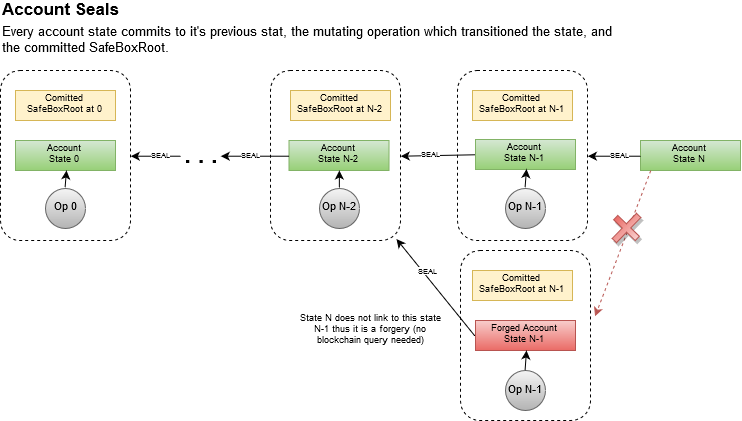 Account Seals
Every account state commits to it's previous stat, the mutating operation which transitioned the state, and
the committed SafeBoxRoot.
Comitted
SafeBoxRoot at 0
Comitted
SafeBoxRoot at N-2
Comitted
SafeBoxRoot at N-1
Account
State 0
SEAL
. . .
SEAL
Account
State N-2
SEAL
Account
State N-1
SEAL
Account
State N
Op 0
Op N-2
Op N-1
SEAL
Comitted
SafeBoxRoot at N-1
State N does not link to this state
N-1 thus it is a forgery (no
blockchain query needed)
Forged Account
State N-1
Op N-1